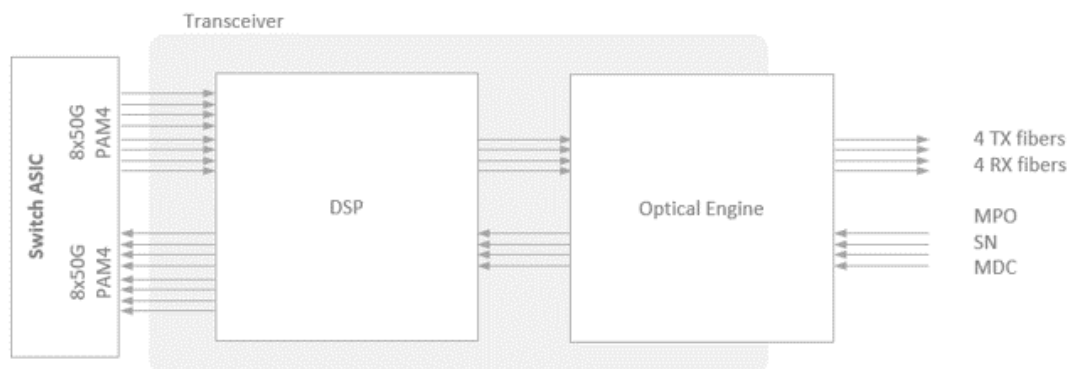 Transceiver
Switch ASIC
8x50G
PAM4
8x50G
PAM4
DSP
Optical Engine
4 TX fibers
4 RX fibers
MPO
SN
MDC